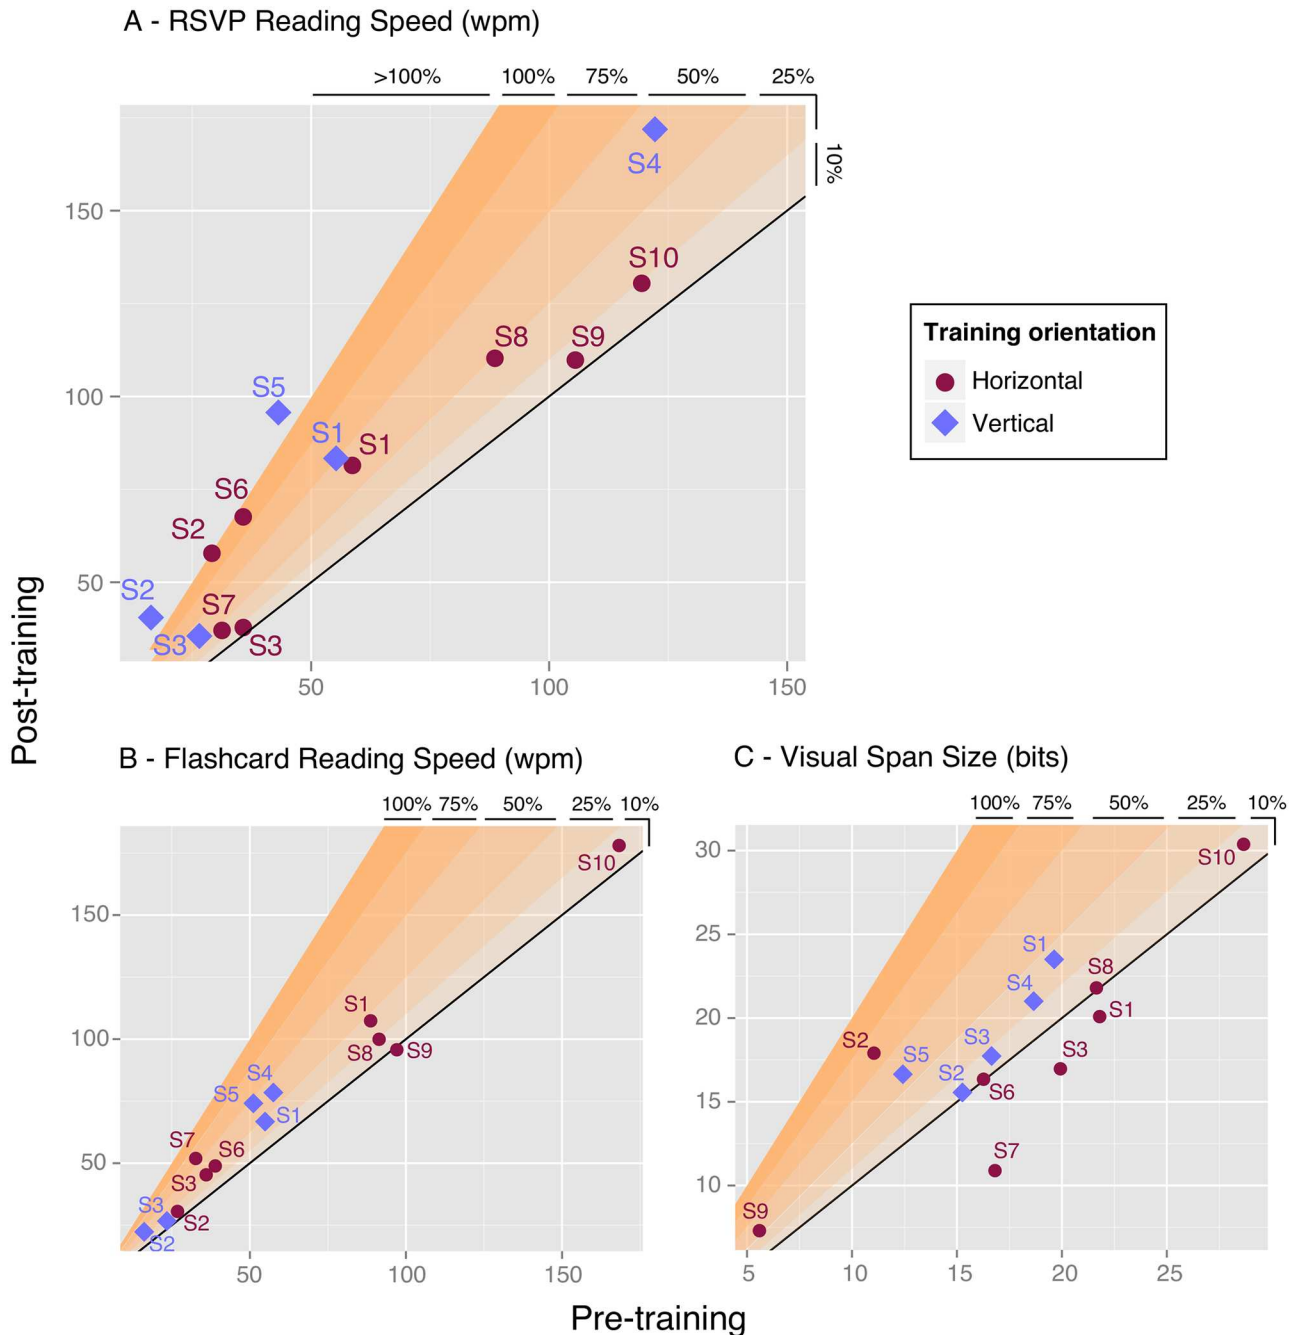 A - RSVP Reading Speed (wpm)
>100% 100% 75% 50% 25%
10%
150
100
50
S4
S10
S8 S9
S5
S1 S1
S6
S2
S2
S7
S3 S3
50 100 150
Training orientation
Horizontal
Vertical
Post-training
B - Flashcard Reading Speed (wpm)
100% 75% 50% 25% 10%
150
100
50
S10
S1
S8 S9
S4
S5
S1
S7 S6
S3
S3
S2
S2
50 100 150
C - Visual Span Size (bits)
100% 75% 50% 25% 10%
30
25
20
15
10
S10
S1
S8
S4
S1
S2 S3 S3
S5
S2
S6
S7
S9
5 10 15 20 25
Pre-training